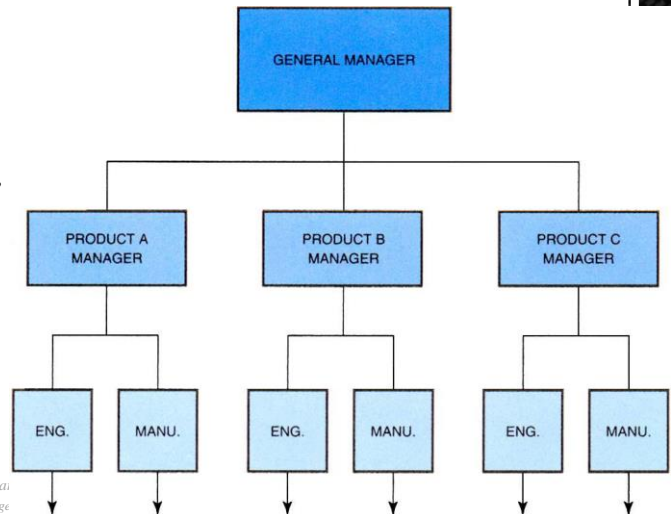 GENERAL MANAGER
PRODUCT A
MANAGER
PRODUCT B
MANAGER
PRODUCT C
MANAGER
ENG.
MANU.
ENG.
MANU.
ENG.
MANU.